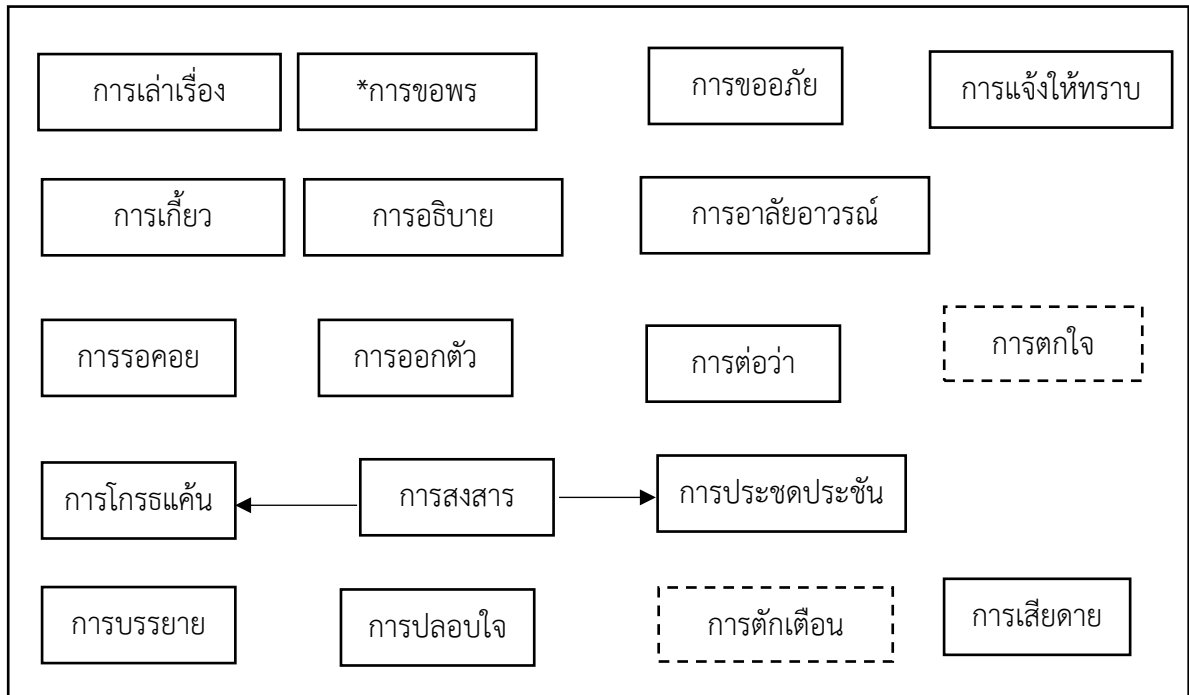 การเล่าเรื่อง
*การขอพร
การขออภัย
การแจ้งให้ทราบ
การเกี้ยว
การอธิบาย
การอาลัยอาวรณ์
การรอคอย
การออกตัว
การต่อว่า
การตกใจ
การโกรธแค้น
การสงสาร
การประชดประชัน
การบรรยาย
การปลอบใจ
การตักเตือน
การเสียดาย